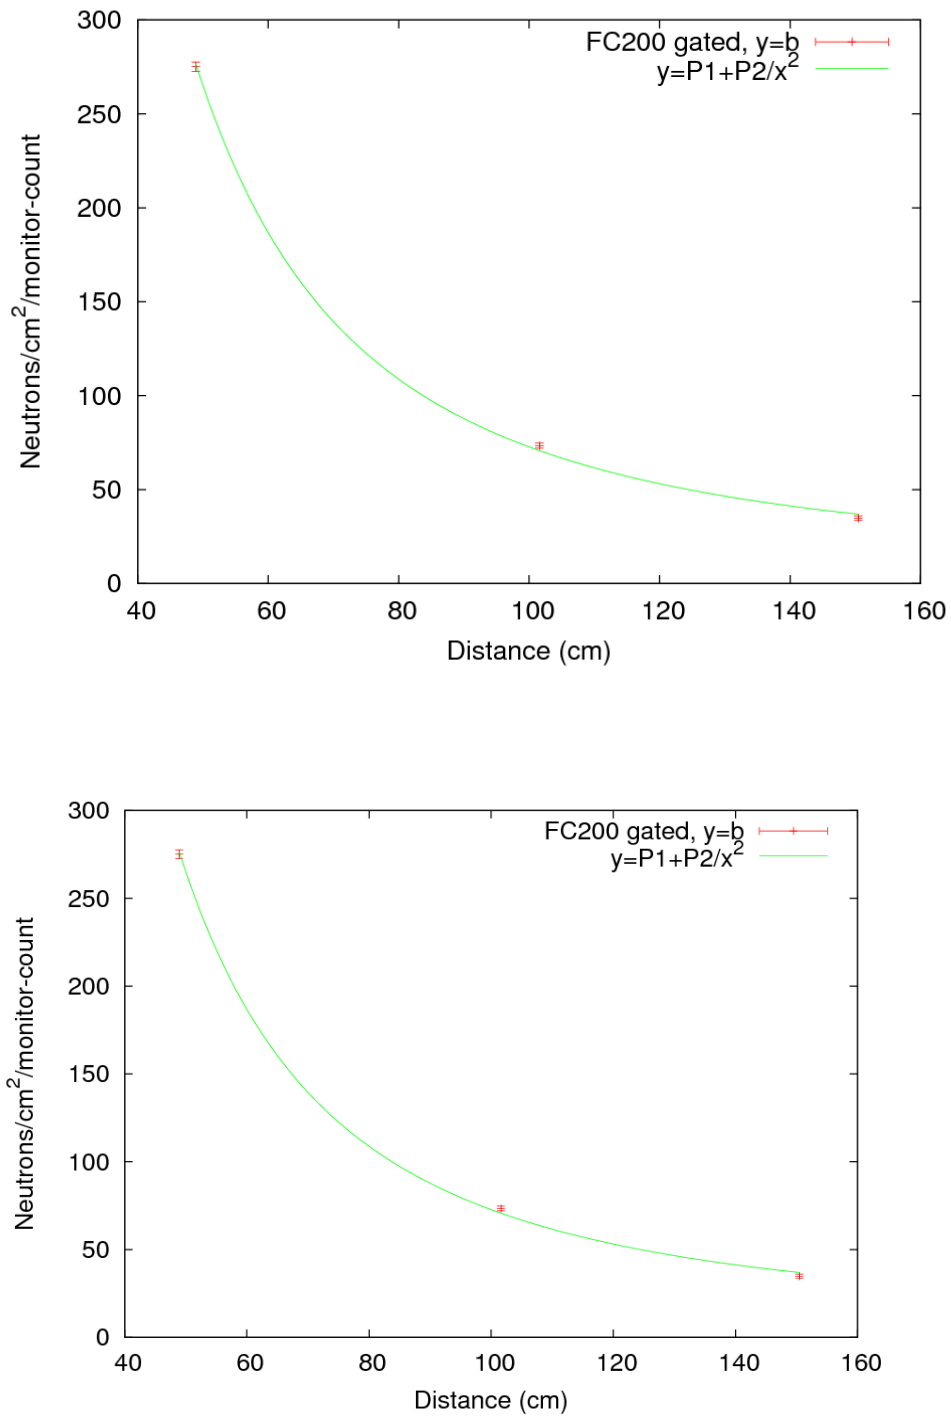 300
250
200
150
100
50
0
40 60 80 100 120 140 160
Distance (cm)
Neutrons/cm²/monitor-count
FC200 gated, y=b
y=P1+P2/x²
300
250
200
150
100
50
0
40 60 80 100 120 140 160
Distance (cm)
Neutrons/cm²/monitor-count
FC200 gated, y=b
y=P1+P2/x²